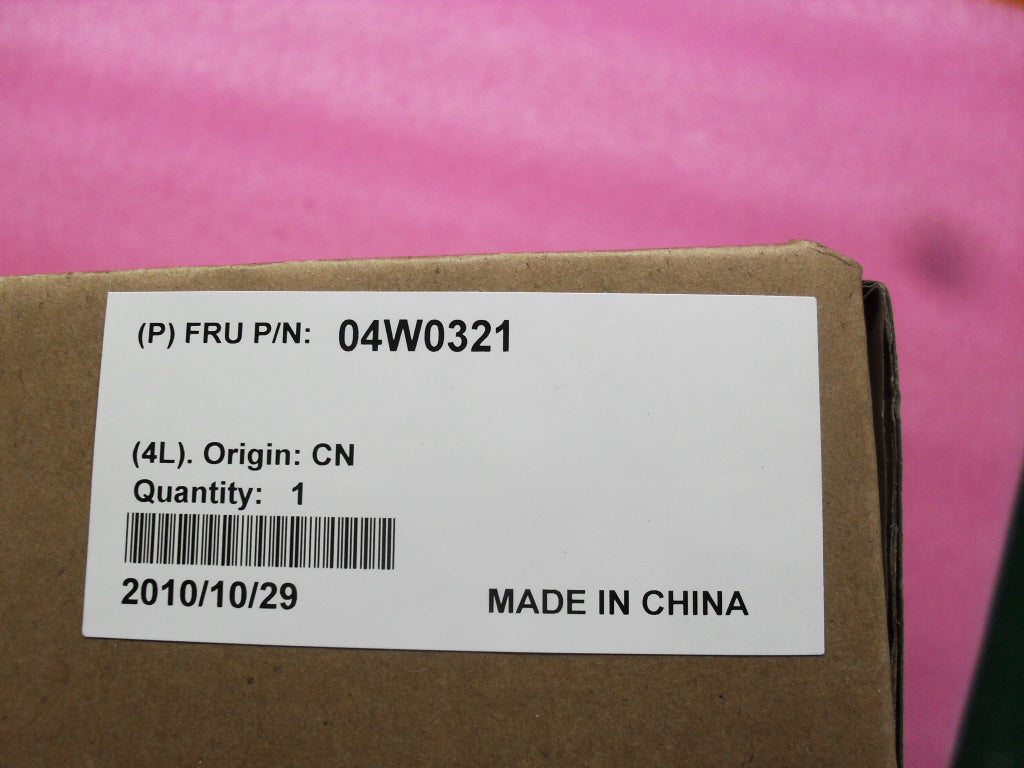 (P) FRU P/N: 04W0321
(4L). Origin: CN
Quantity: 1
2010/10/29
MADE IN CHINA